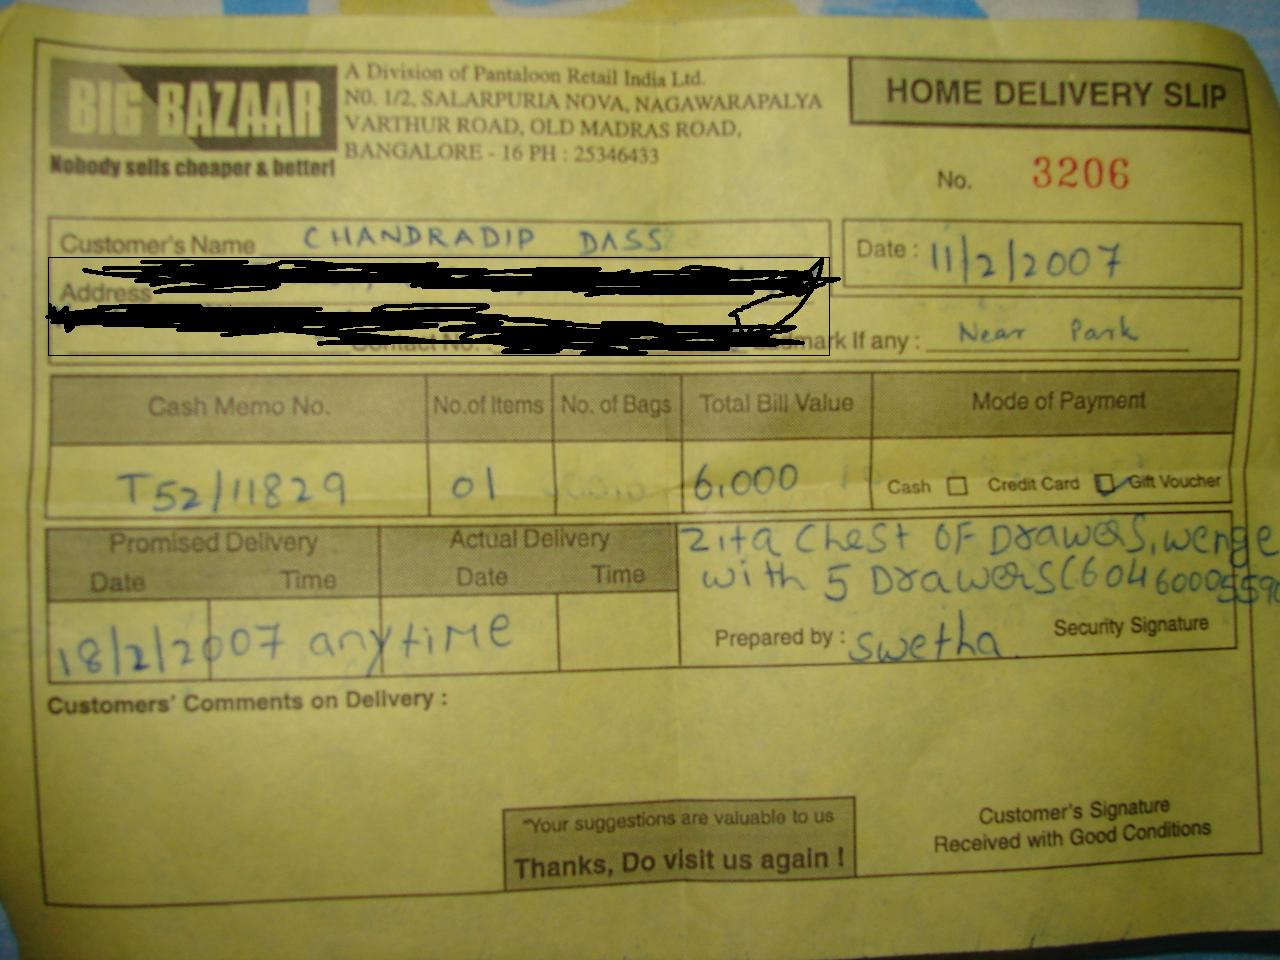 BIG BAZAAR
Nobody sells cheaper & better!
A Division of Pantaloon Retail India Ltd.
NO. 1/2, SALARPURIA NOVA, NAGAWARAPALYA
VARTHUR ROAD, OLD MADRAS ROAD,
BANGALORE - 16 PH : 25346433
HOME DELIVERY SLIP
No. 3206
Customer's Name CHANDRADIP DASS
Date : 11/2/2007
Address
Contact No. :
If any : Near Park
Cash Memo No. No.of Items No. of Bags Total Bill Value Mode of Payment
T52/11829 01 6,000 Cash Credit Card Gift Voucher
Promised Delivery Actual Delivery
Date Time Date Time
Zita Chest OF Drawers, wenge
with 5 Drawers(6046000559
18/2/2007 anytime
Prepared by : Swetha Security Signature
Customers' Comments on Delivery :
"Your suggestions are valuable to us
Thanks, Do visit us again !
Customer's Signature
Received with Good Conditions